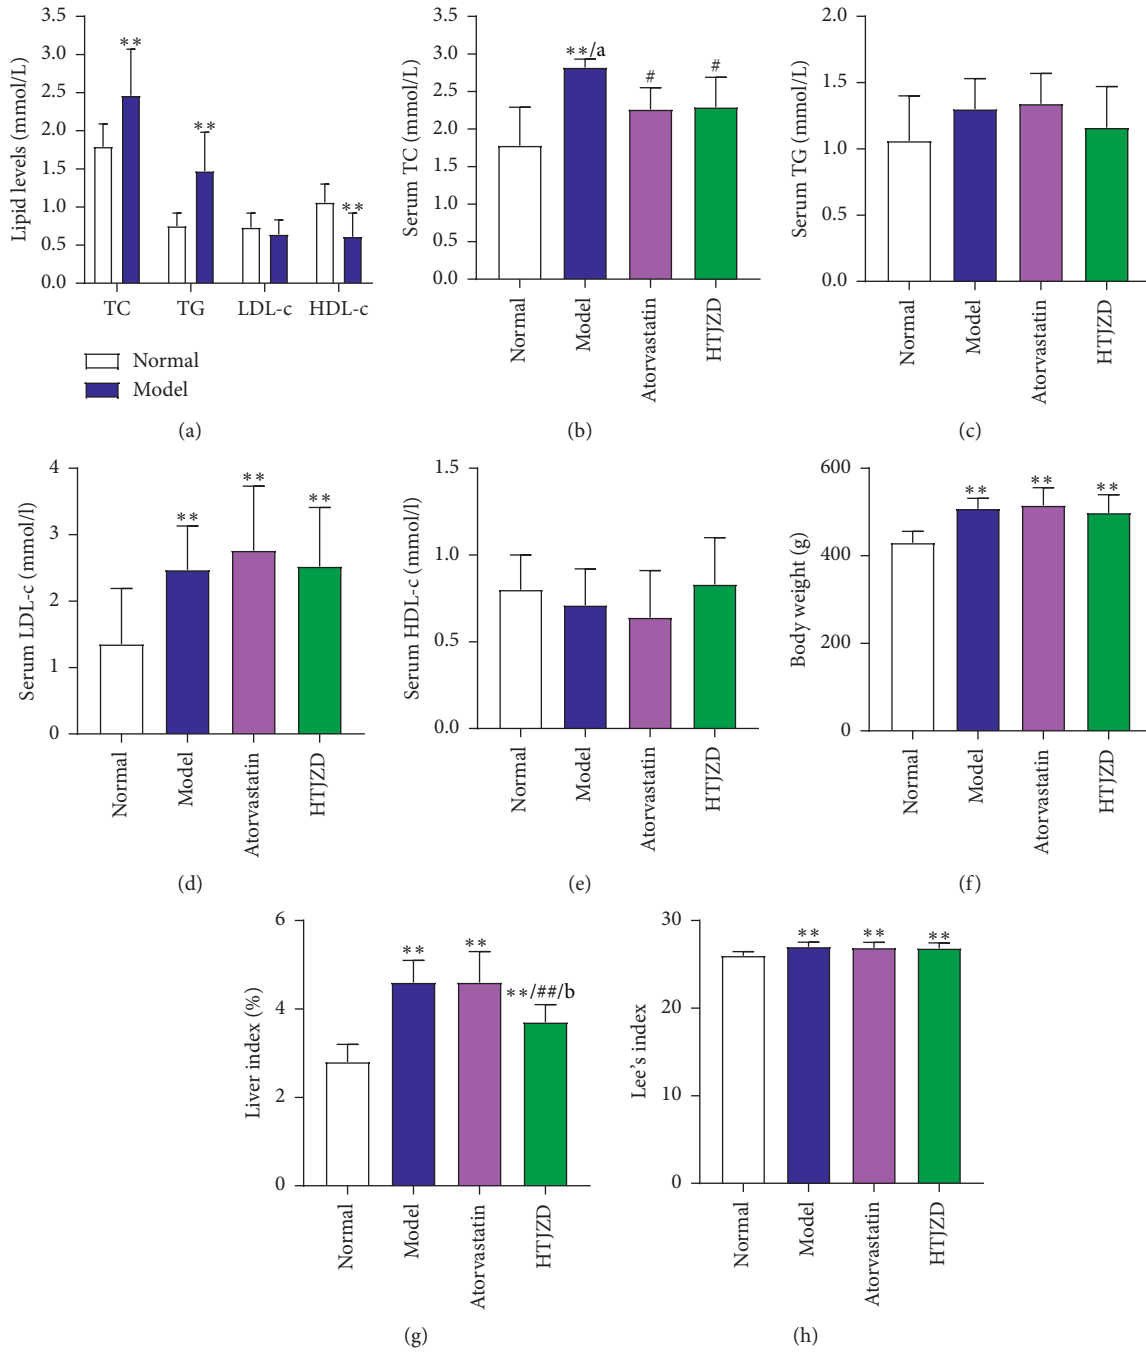 Lipid levels (mmol/L)
3.5
3.0
2.5
2.0
1.5
1.0
0.5
0.0
**
**
**
TC
TG
LDL-c
HDL-c
Normal
Model
(a)
Serum TC (mmol/L)
3.5
3.0
2.5
2.0
1.5
1.0
0.5
0.0
**/a
#
#
Normal
Model
Atorvastatin
HTJZD
(b)
Serum TG (mmol/L)
2.0
1.5
1.0
0.5
0.0
Normal
Model
Atorvastatin
HTJZD
(c)
Serum LDL-c (mmol/l)
4
3
2
1
0
**
**
**
Normal
Model
Atorvastatin
HTJZD
(d)
Serum HDL-c (mmol/l)
1.5
1.0
0.5
0.0
Normal
Model
Atorvastatin
HTJZD
(e)
Body weight (g)
600
400
200
0
**
**
**
Normal
Model
Atorvastatin
HTJZD
(f)
Liver index (%)
6
4
2
0
**
**
**/##/b
Normal
Model
Atorvastatin
HTJZD
(g)
Lee's index
30
20
10
0
**
**
**
Normal
Model
Atorvastatin
HTJZD
(h)